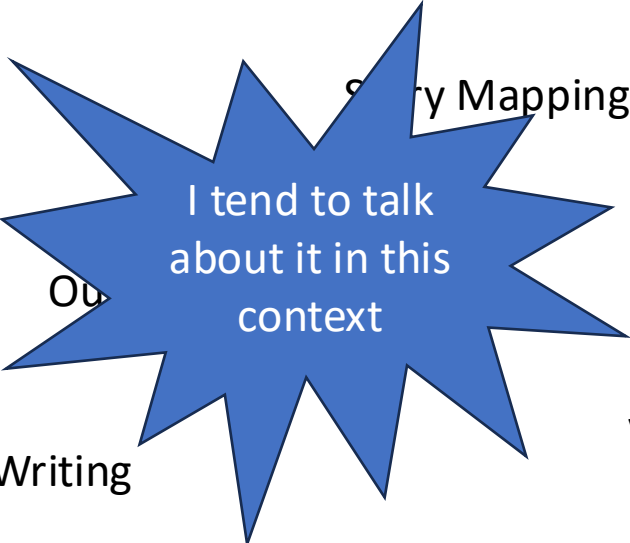 Mapping
I tend to talk
about it in this
context
Writing